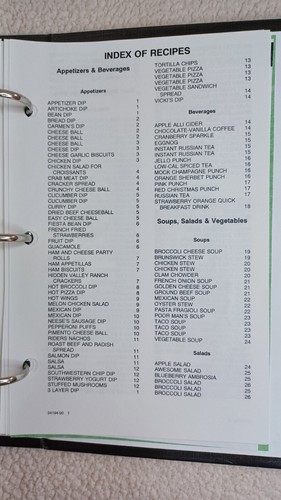 INDEX OF RECIPES
Appetizers & Beverages
Appetizers
APPETIZER DIP 1
ARTICHOKE DIP 1
BEAN DIP 1
BREAD DIP 2
CARMEN'S DIP 2
CHEESE BALL 2
CHEESE BALL 2
CHEESE BALL 3
CHEESE DIP 3
CHEESE GARLIC BISCUITS 3
CHICKEN DIP 3
CHICKEN SALAD FOR
CROISSANTS 4
CRAB MEAT DIP 4
CRACKER SPREAD 4
CRUNCHY CHEESE BALL 4
CUCUMBER DIP 5
CUCUMBER DIP 5
CURRY DIP 5
DRIED BEEF CHEESEBALL 5
EASY CHEESE BALL 6
FIESTA BEAN DIP 6
FRENCH FRIED
STRAWBERRIES 6
FRUIT DIP 6
GUACAMOLE 7
HAM AND CHEESE PARTY
ROLLS 7
HAM APPETILLAS 7
HAM BISCUITS 7
HIDDEN VALLEY RANCH
CRACKERS 7
HOT BROCCOLI DIP 8
HOT PIZZA DIP 8
HOT WINGS 9
MELON CHICKEN SALAD 9
MEXICAN DIP 9
MEXICAN DIP 10
NEESE'S SAUSAGE DIP 10
PEPPERONI PUFFS 10
PIMENTO CHEESE BALL 10
RIDERS NACHOS 11
ROAST BEEF AND RADISH
SPREAD 11
SALMON DIP 11
SALSA 11
SALSA 12
SOUTHWESTERN CHIP DIP 12
STRAWBERRY YOGURT DIP 12
STUFFED MUSHROOMS 12
3 LAYER DIP 1
TORTILLA CHIPS 13
VEGETABLE PIZZA 13
VEGETABLE PIZZA 13
VEGETABLE PIZZA 13
VEGETABLE SANDWICH
SPREAD 14
VICKI'S DIP 14
Beverages
APPLE ALLI CIDER 14
CHOCOLATE-VANILLA COFFEE 14
CRANBERRY SPARKLE 15
EGGNOG 15
INSTANT RUSSIAN TEA 15
INSTANT RUSSIAN TEA 15
JELLO PUNCH 16
LOW-CAL SPICED TEA 16
MOCK CHAMPAGNE PUNCH 16
ORANGE SHERBET PUNCH 16
PINK PUNCH 17
RED CHRISTMAS PUNCH 17
RUSSIAN TEA 17
STRAWBERRY ORANGE QUICK
BREAKFAST DRINK 18
Soups, Salads & Vegetables
Soups
BROCCOLI CHEESE SOUP 19
BRUNSWICK STEW 19
CHICKEN STEW 20
CHICKEN STEW 20
CLAM CHOWDER 20
FRENCH ONION SOUP 21
GOLDEN CHEESE SOUP 21
GROUND BEEF SOUP 21
MEXICAN SOUP 22
OYSTER STEW 22
PASTA FRAGIOLI SOUP 22
POOR MAN'S SOUP 23
TACO SOUP 23
TACO SOUP 23
TACO SOUP 24
VEGETABLE SOUP 24
Salads
APPLE SALAD 24
AWESOME SALAD 25
BLUEBERRY AMBROSIA 25
BROCCOLI SALAD 25
BROCCOLI SALAD 26
BROCCOLI SALAD 26